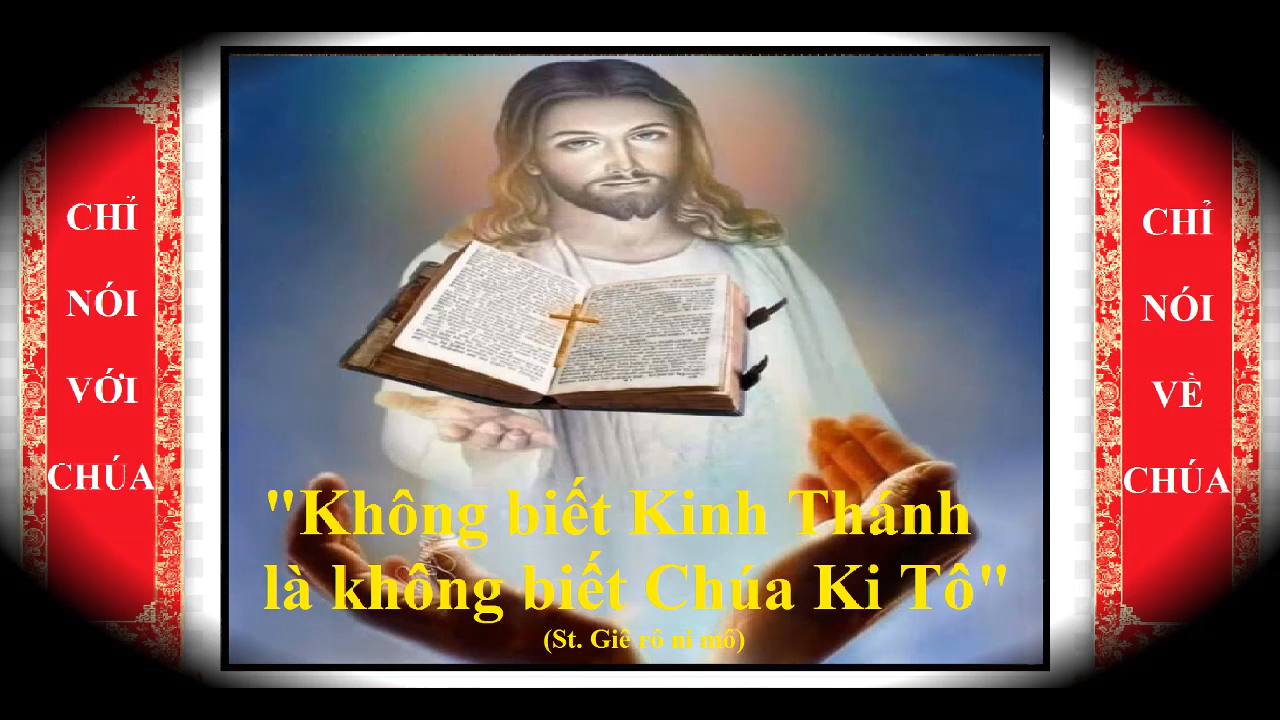 CHỈ
NÓI
VỚI
CHÚA
"Không biết Kinh Thánh
là không biết Chúa Ki Tô"
(St. Giê rô ni mô)
CHỈ
NÓI
VỀ
CHÚA